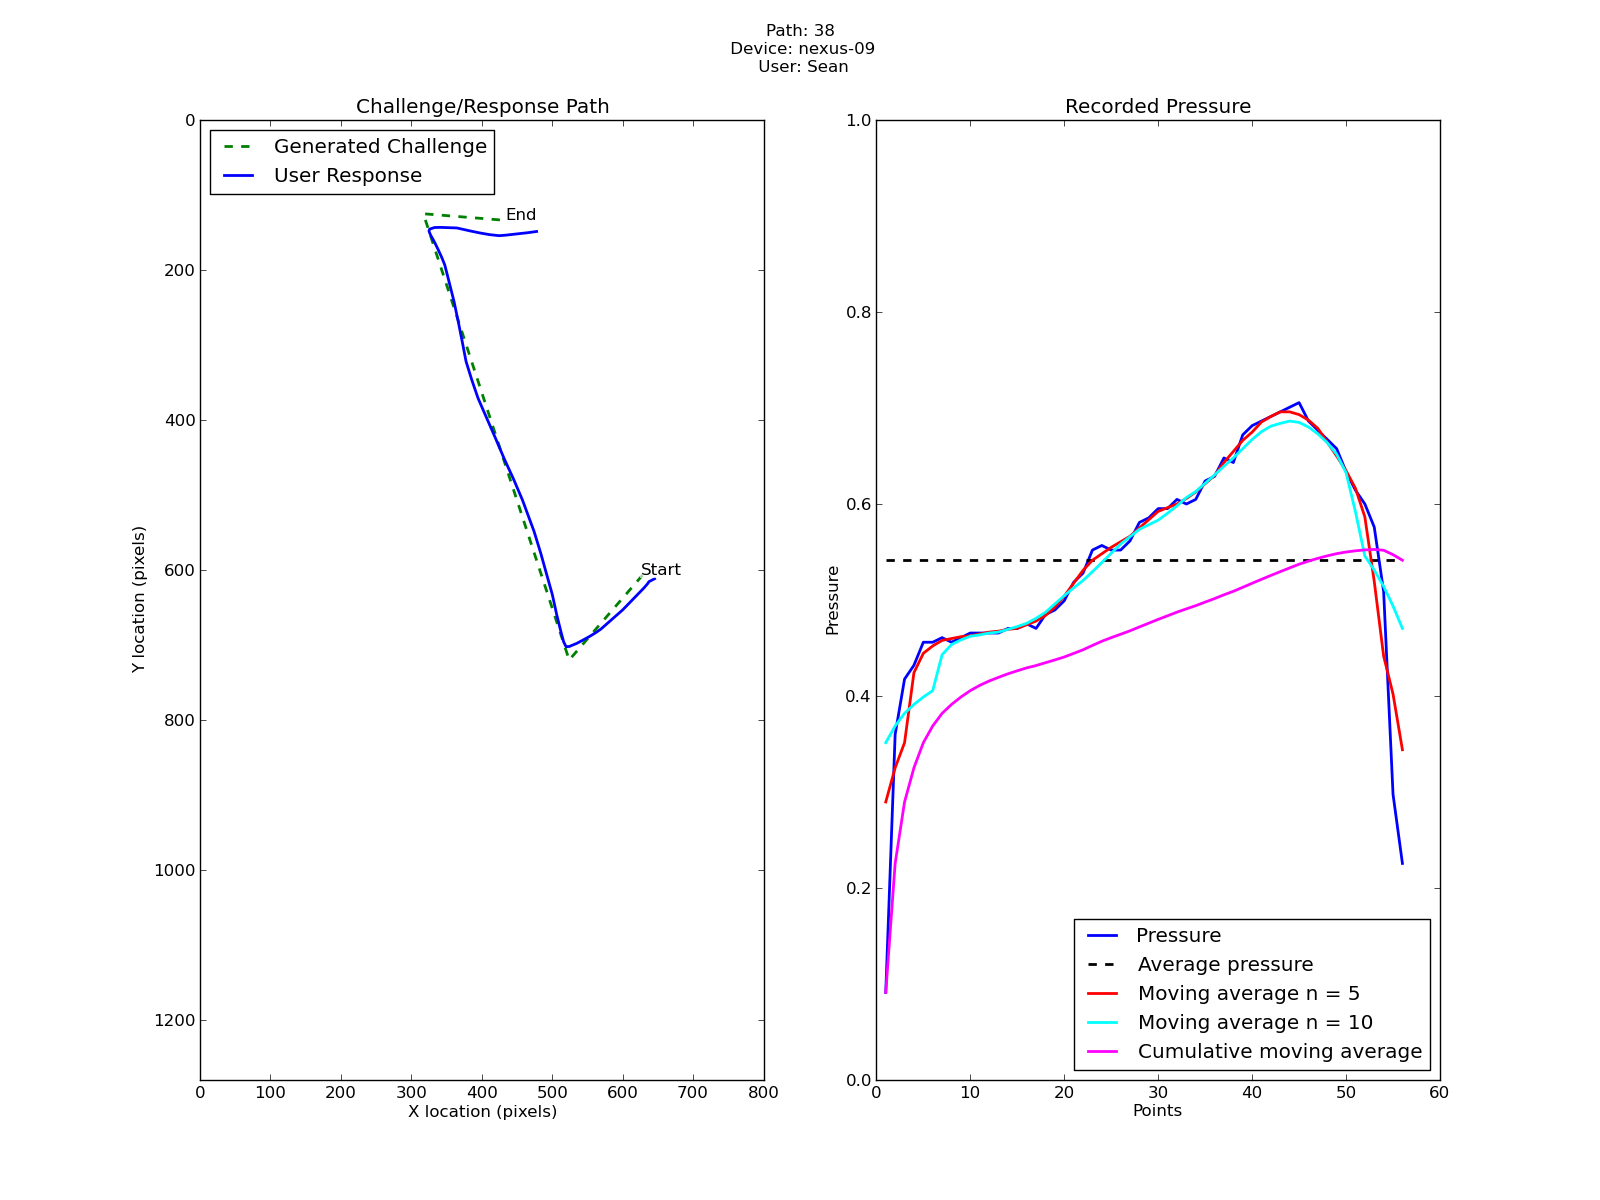 Path: 38
Device: nexus-09
User: Sean
Challenge/Response Path
Generated Challenge
User Response
End
Start
0
200
400
600
800
1000
1200
Y location (pixels)
0 100 200 300 400 500 600 700 800
X location (pixels)
Recorded Pressure
1.0
0.8
0.6
0.4
0.2
0.0
Pressure
Pressure
Average pressure
Moving average n = 5
Moving average n = 10
Cumulative moving average
0 10 20 30 40 50 60
Points